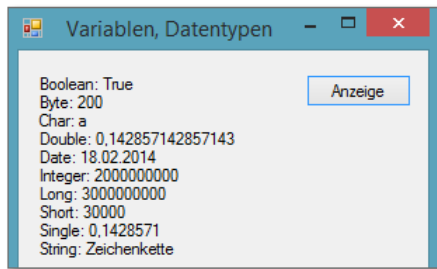 Variablen, Datentypen
Boolean: True
Anzeige
Byte: 200
Char: a
Double: 0,142857142857143
Date: 18.02.2014
Integer: 2000000000
Long: 3000000000
Short: 30000
Single: 0,1428571
String: Zeichenkette